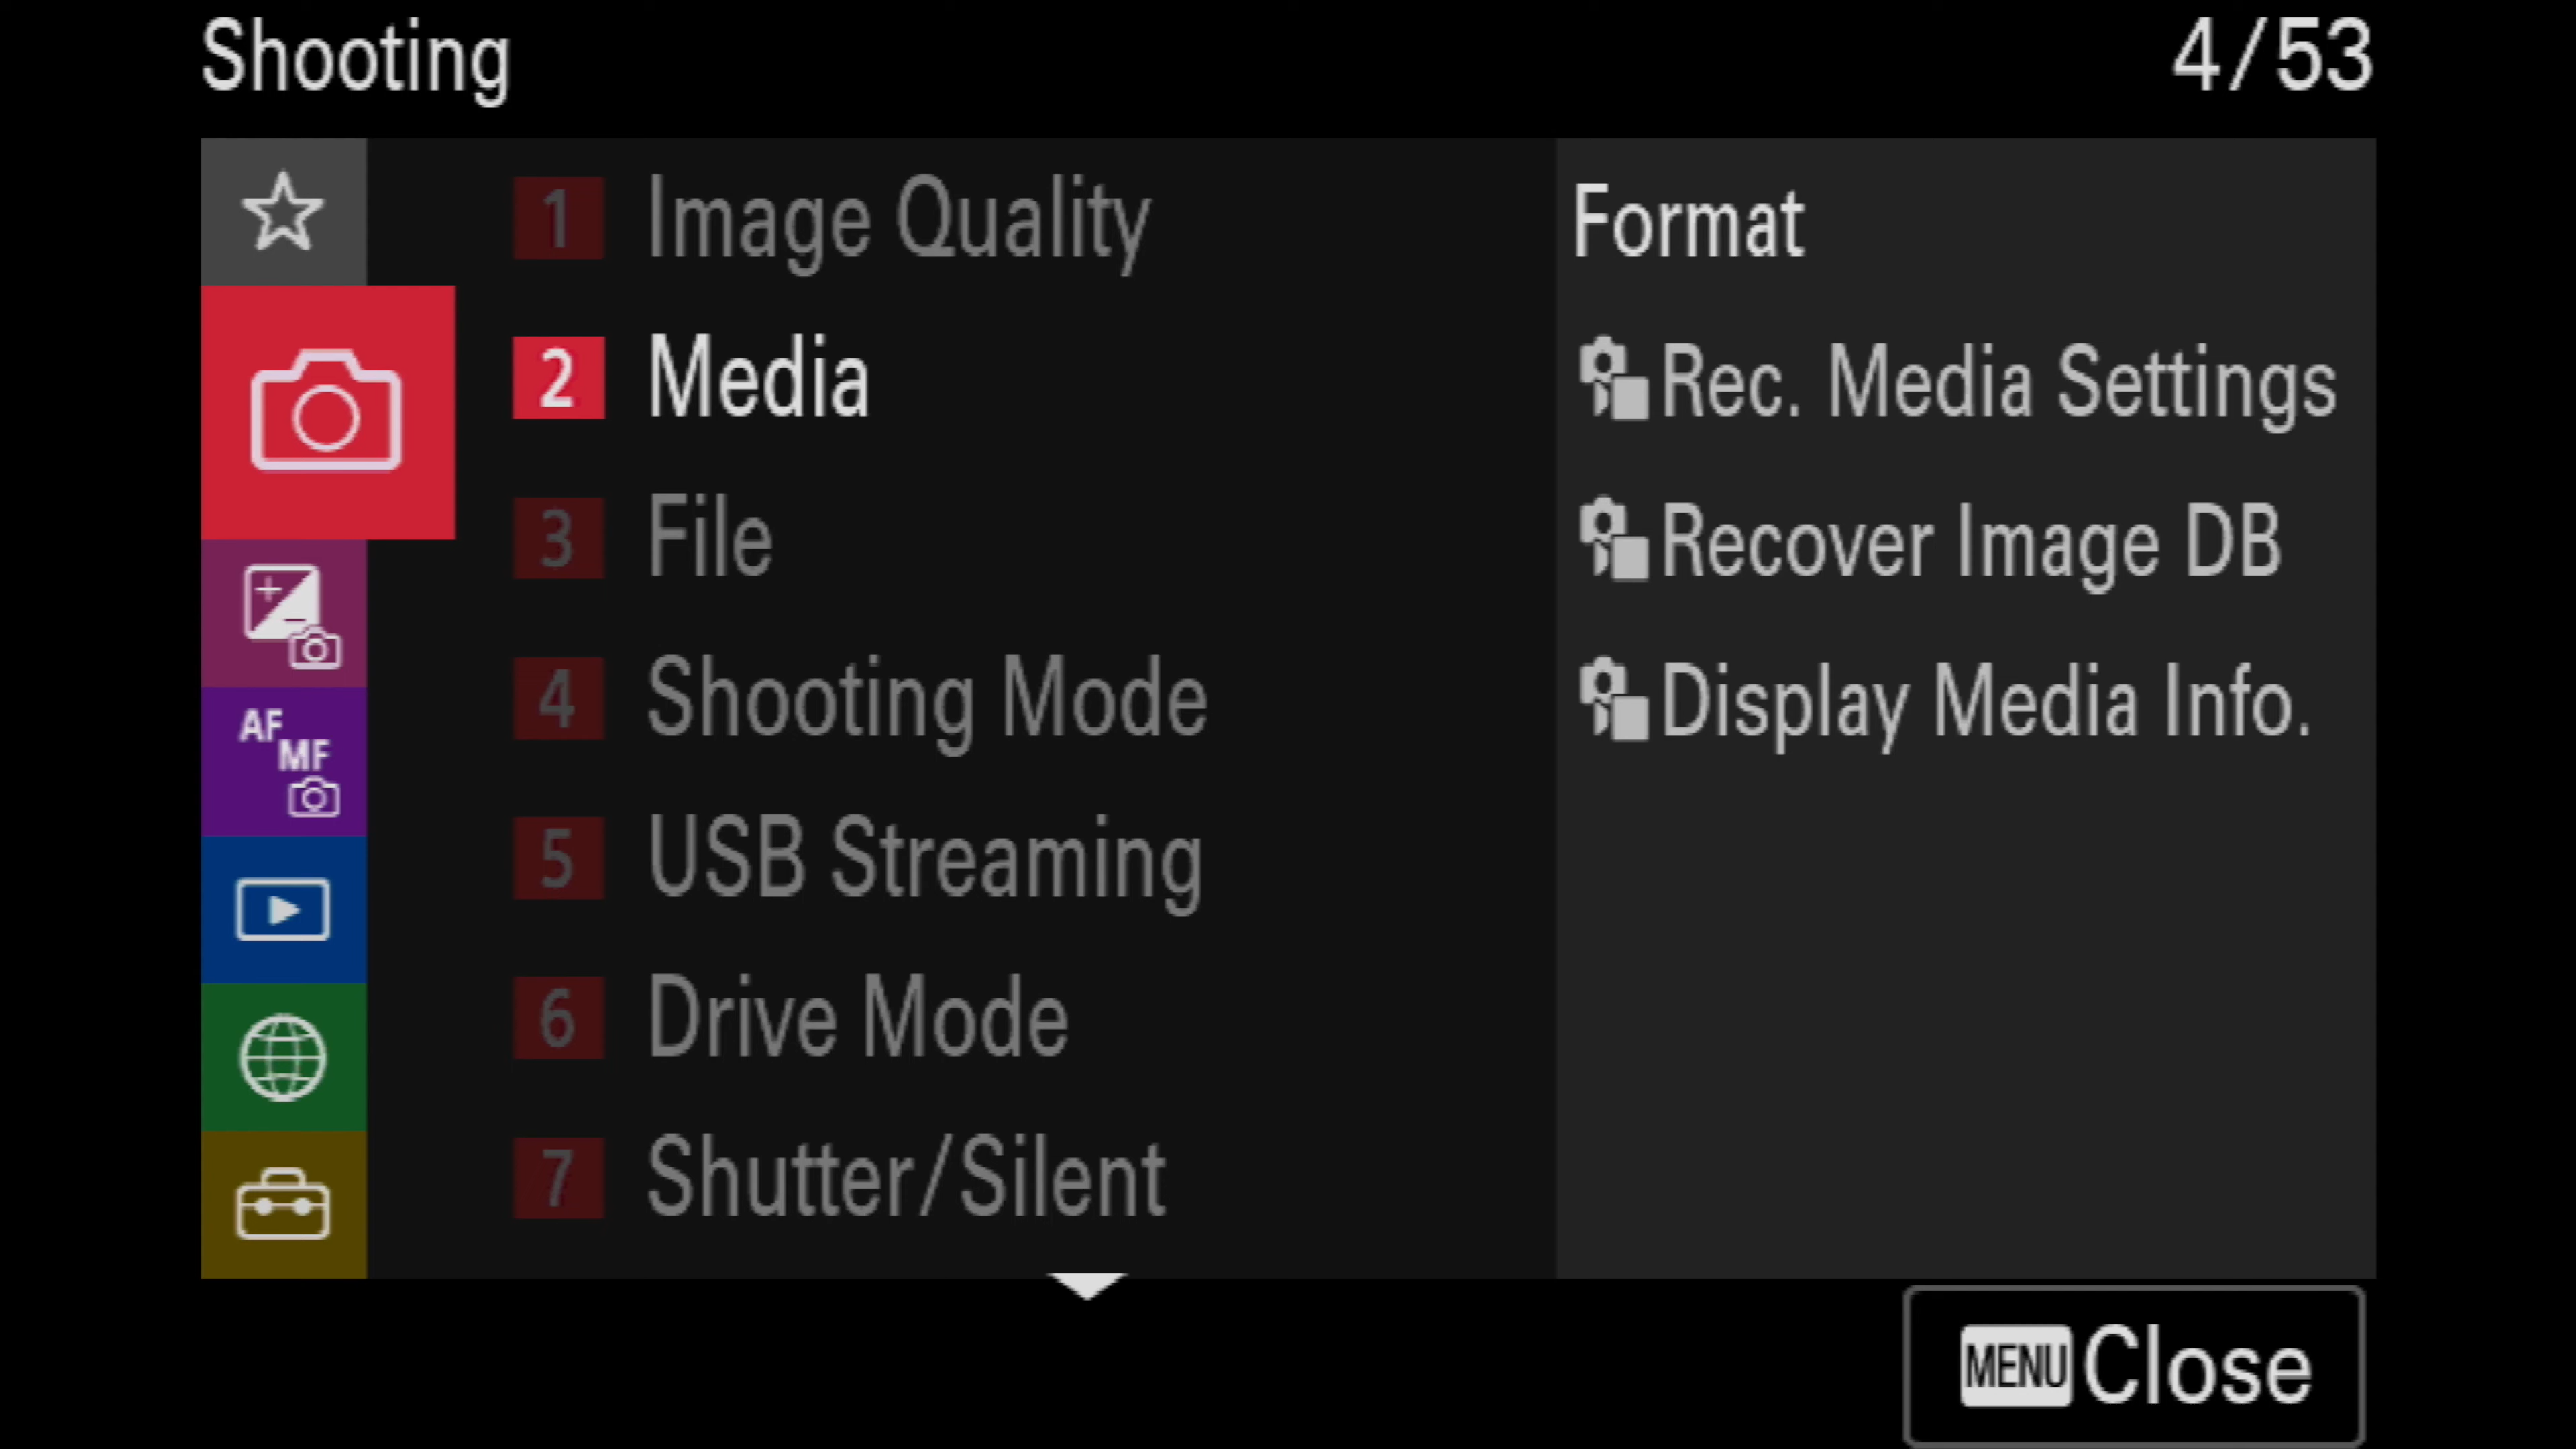 Shooting 4/53
1 Image Quality
2 Media
3 File
4 Shooting Mode
5 USB Streaming
6 Drive Mode
7 Shutter/Silent
AF
MF
Format
Rec. Media Settings
Recover Image DB
Display Media Info.
MENU Close